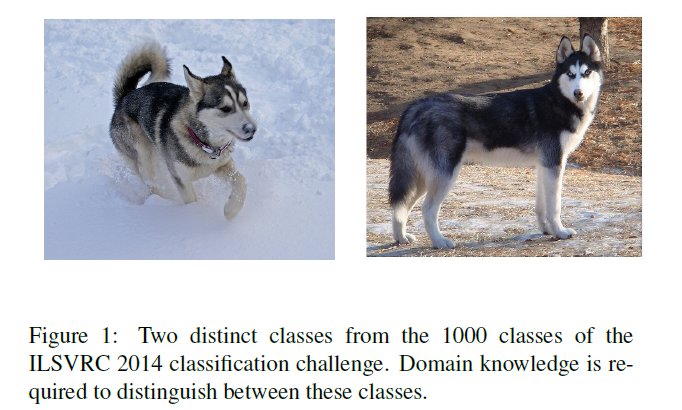 Figure 1: Two distinct classes from the 1000 classes of the
ILSVRC 2014 classification challenge. Domain knowledge is re-
quired to distinguish between these classes.